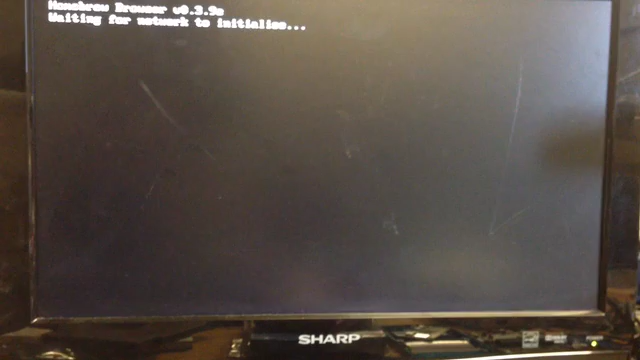 Homebrew Browser v0.3.9e
Waiting for network to initialise...
SHARP